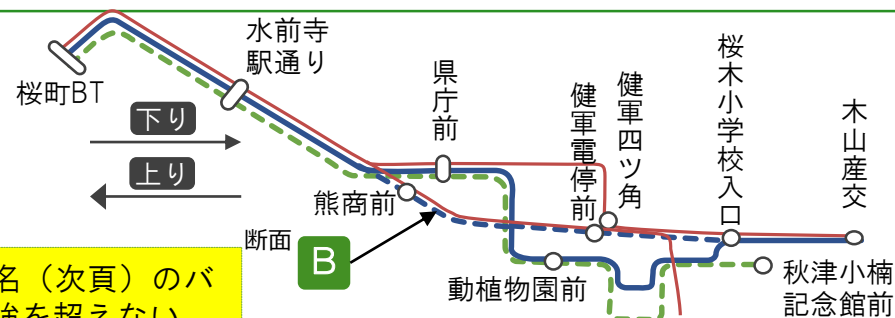 水前寺
駅通り
桜町BT
下り
上り
県庁前
健軍電停前
健軍四ツ角
桜木小学校入口
木山産交
熊商前
断面
B
動植物園前
秋津小楠
記念館前
名（次頁）のバ